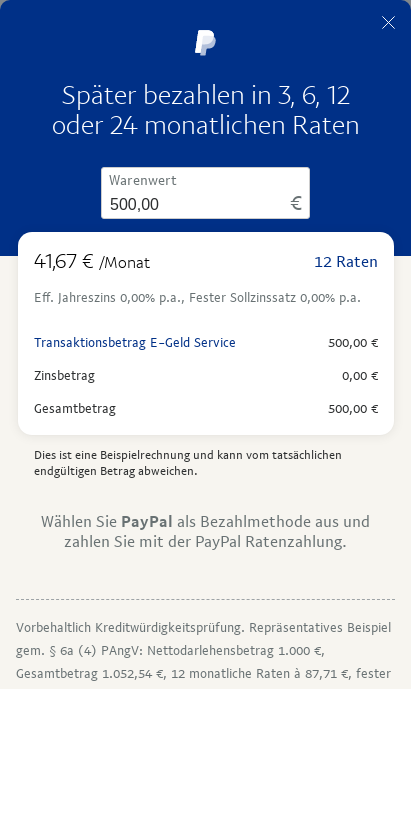 Später bezahlen in 3, 6, 12
oder 24 monatlichen Raten
Warenwert
500,00 €
41,67 € /Monat 12 Raten
Eff. Jahreszins 0,00% p.a., Fester Sollzinssatz 0,00% p.a.
Transaktionsbetrag E-Geld Service 500,00 €
Zinsbetrag 0,00 €
Gesamtbetrag 500,00 €
Dies ist eine Beispielrechnung und kann vom tatsächlichen
endgültigen Betrag abweichen.
Wählen Sie PayPal als Bezahlmethode aus und
zahlen Sie mit der PayPal Ratenzahlung.
Vorbehaltlich Kreditwürdigkeitsprüfung. Repräsentatives Beispiel
gem. § 6a (4) PAngV: Nettodarlehensbetrag 1.000 €,
Gesamtbetrag 1.052,54 €, 12 monatliche Raten à 87,71 €, fester